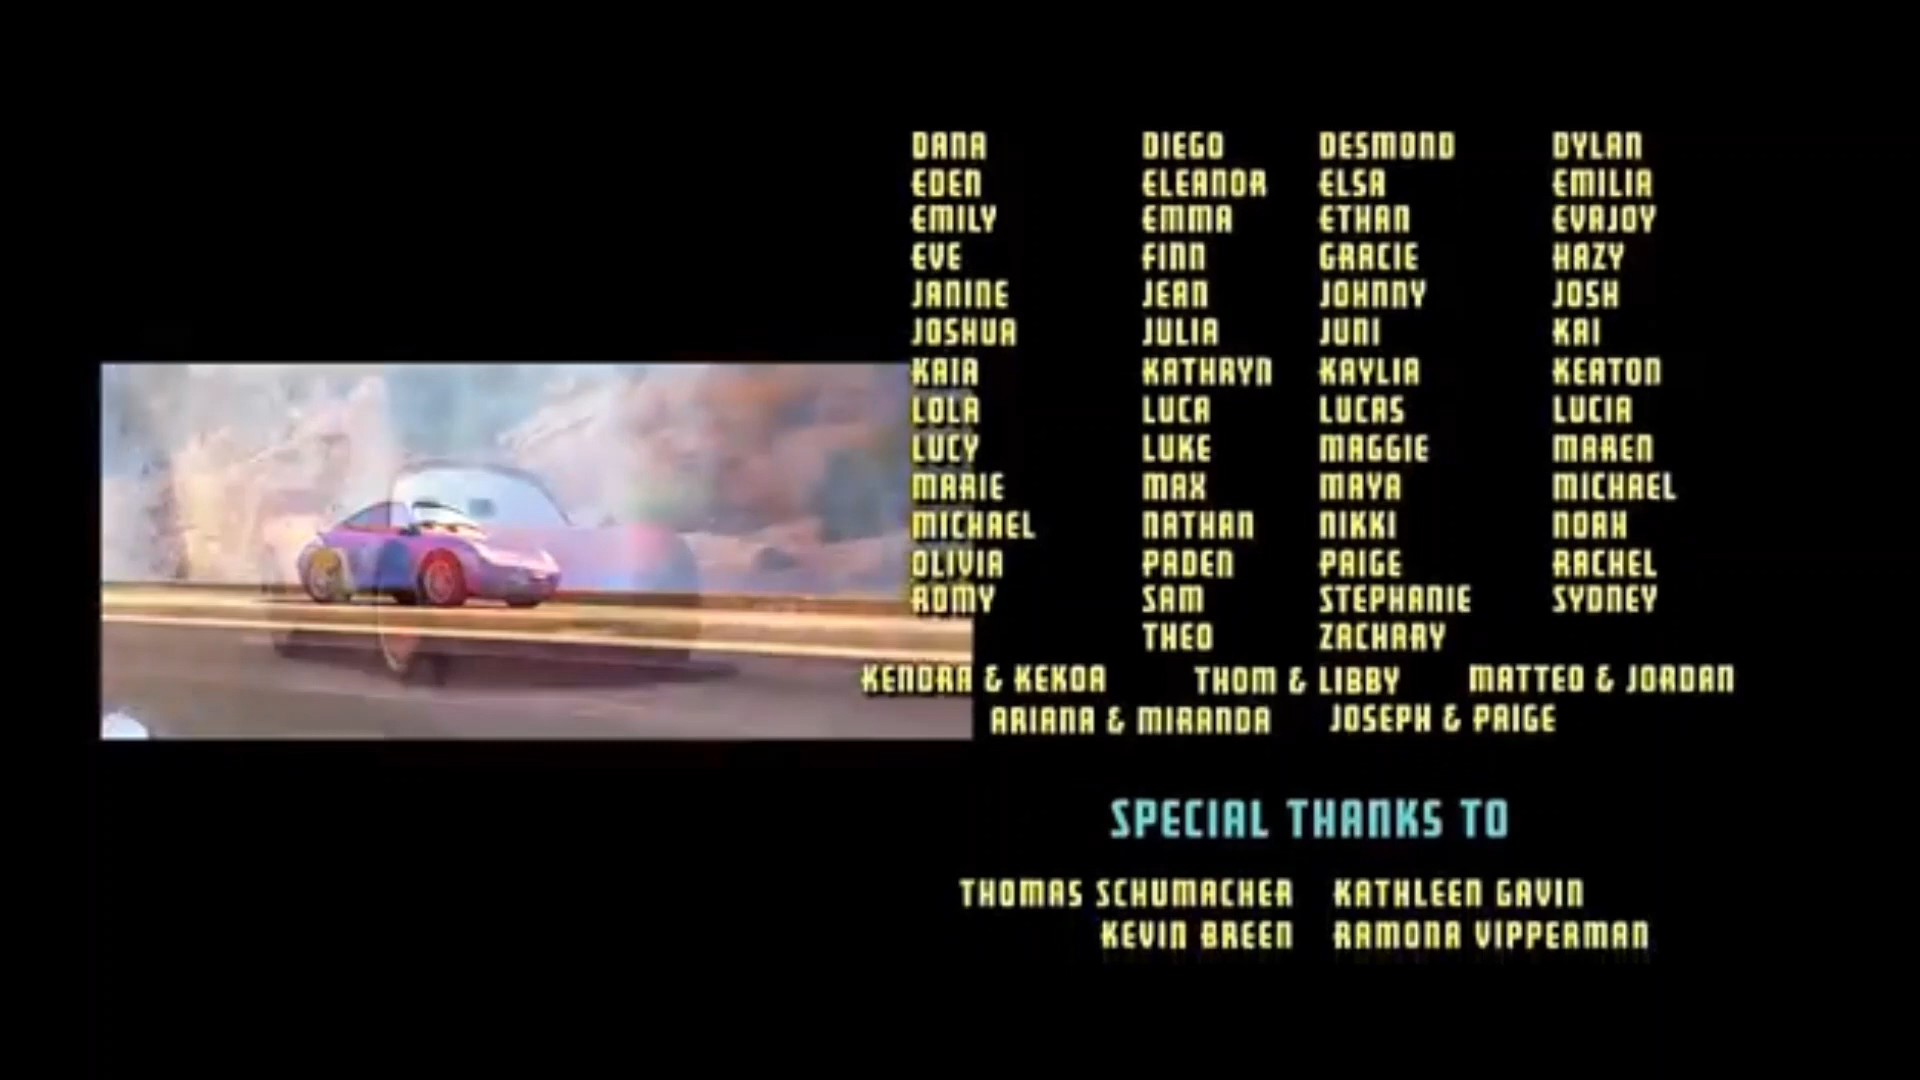 DANA DIEGO DESMOND DYLAN
EDEN ELEANOR ELSA EMILIA
EMILY EMMA ETHAN EVAJOY
EVE FINN GRACIE HAZY
JANINE JEAN JOHNNY JOSH
JOSHUA JULIA JUNI KAI
KAIA KATHRYN KAYLIA KEATON
LOLA LUCA LUCAS LUCIA
LUCY LUKE MAGGIE MAREN
MARIE MAX MAYA MICHAEL
MICHAEL NATHAN NIKKI NOAH
OLIVIA PADEN PAIGE RACHEL
ROMY SAM STEPHANIE SYDNEY
THEO ZACHARY
KENDRA & KEKOA THOM & LIBBY MATTEO & JORDAN
ARIANA & MIRANDA JOSEPH & PAIGE
SPECIAL THANKS TO
THOMAS SCHUMACHER KATHLEEN GAVIN
KEVIN BREEN RAMONA VIPPERMAN